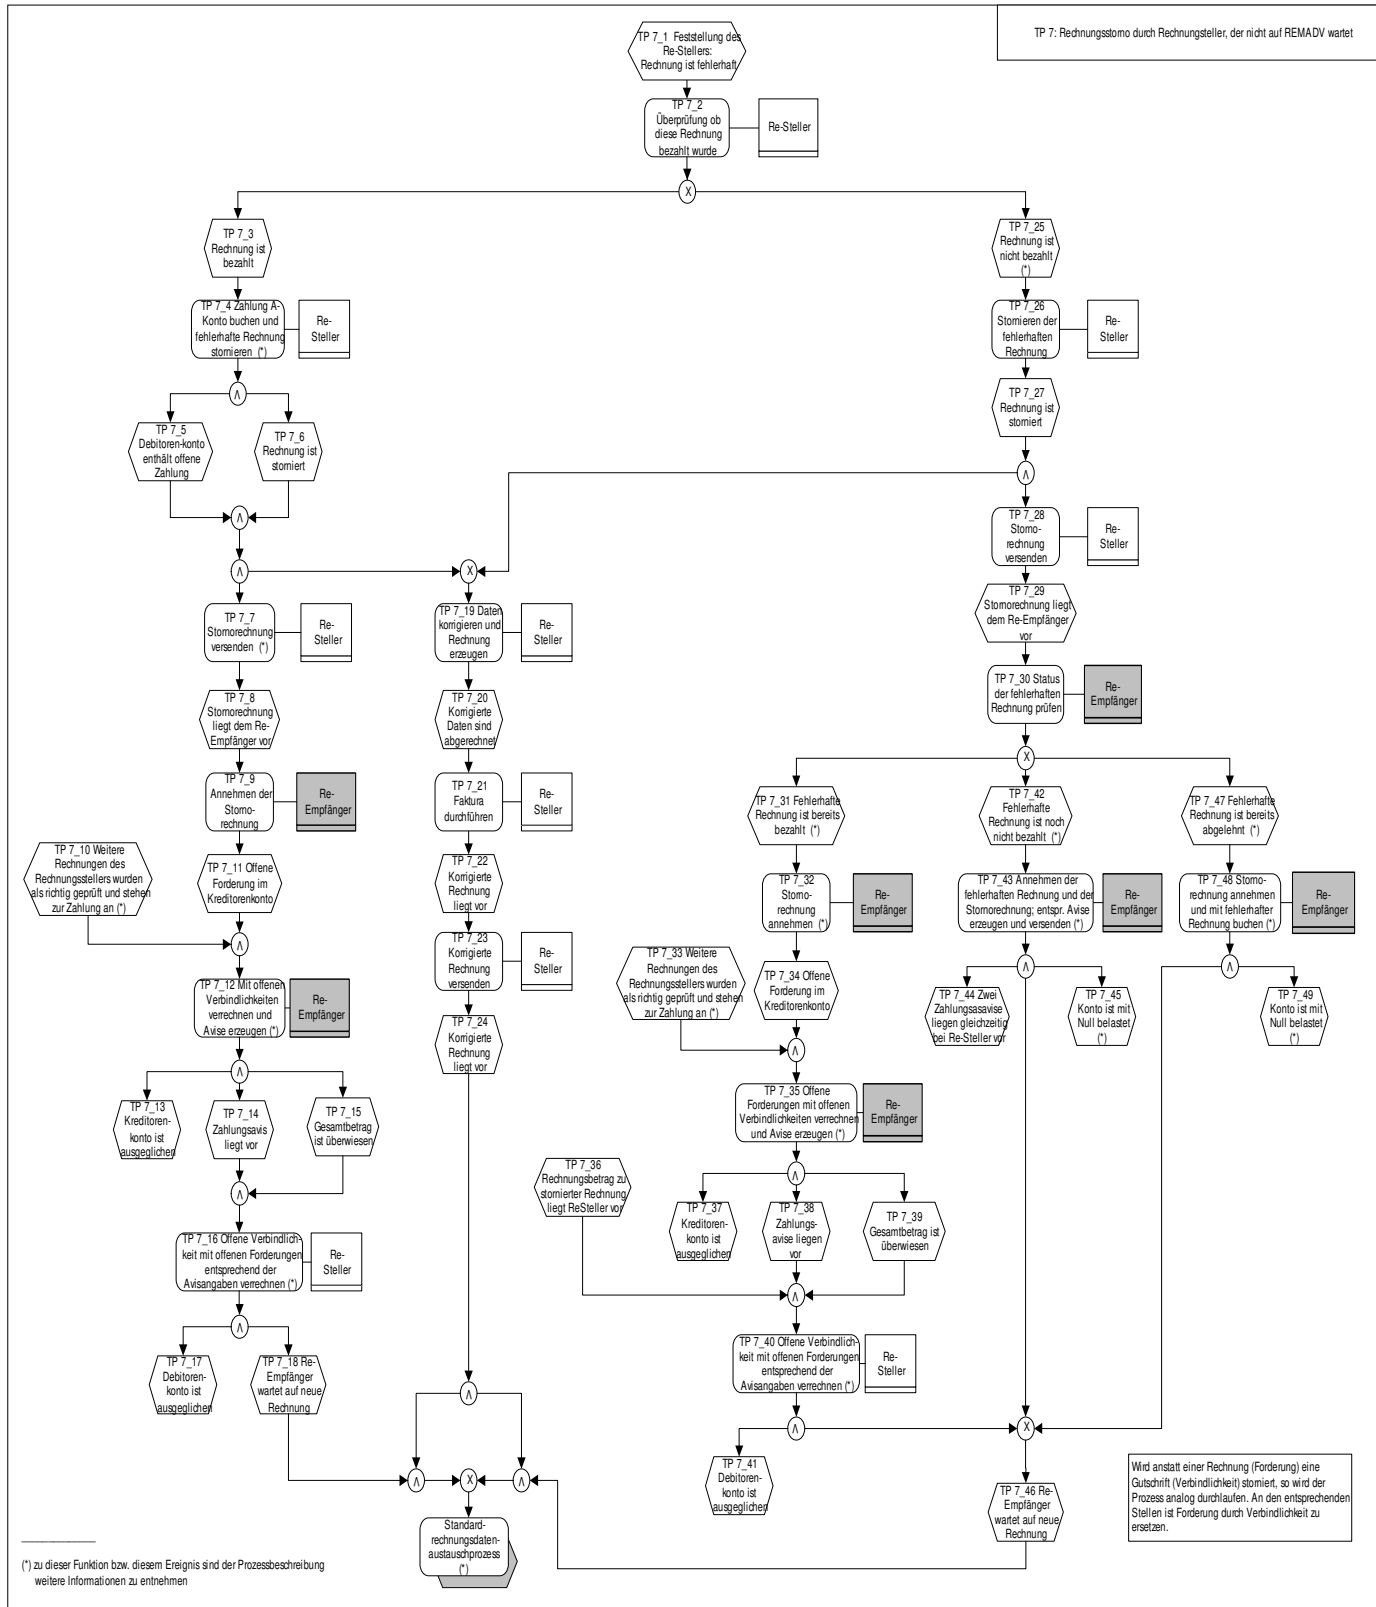 TP 7: Rechnungsstorno durch Rechnungsteller, der nicht auf REMADV wartet
TP 7_1 Feststellung des
Re-Stellers:
Rechnung ist fehlerhaft
TP 7_2
Überprüfung ob
diese Rechnung
bezahlt wurde
Re-Steller
X
TP 7_3
Rechnung ist
bezahlt
TP 7_4 Zahlung A-
Konto buchen und
fehlerhafte Rechnung
stornieren (*)
Re-
Steller
Λ
TP 7_5
Debitoren-konto
enthält offene
Zahlung
TP 7_6
Rechnung ist
storniert
Λ
Λ
X
TP 7_25
Rechnung ist
nicht bezahlt
(*)
TP 7_26
Stornieren der
fehlerhaften
Rechnung
Re-
Steller
TP 7_27
Rechnung ist
storniert
Λ
TP 7_28
Storno-
rechnung
versenden
Re-
Steller
TP 7_29
Stornorechnung liegt
dem Re-Empfänger
vor
TP 7_30 Status
der fehlerhaften
Rechnung prüfen
Re-
Empfänger
X
TP 7_7
Stornorechnung
versenden (*)
Re-
Steller
TP 7_8
Stornorechnung
liegt dem Re-
Empfänger vor
TP 7_9
Annehmen der
Storno-
rechnung
Re-
Empfänger
TP 7_10 Weitere
Rechnungen des
Rechnungsstellers wurden
als richtig geprüft und stehen
zur Zahlung an (*)
TP 7_11 Offene
Forderung im
Kreditorenkonto
Λ
TP 7_12 Mit offenen
Verbindlichkeiten
verrechnen und
Avise erzeugen (*)
Re-
Empfänger
Λ
TP 7_13
Kreditoren-
konto ist
ausgeglichen
TP 7_14
Zahlungsavis
liegt vor
TP 7_15
Gesamtbetrag
ist überwiesen
Λ
TP 7_16 Offene Verbindlich-
keit mit offenen Forderungen
entsprechend der
Avisangaben verrechnen (*)
Re-
Steller
Λ
TP 7_17
Debitoren-
konto ist
ausgeglichen
TP 7_18 Re-
Empfänger
wartet auf neue
Rechnung
TP 7_19 Daten
korrigieren und
Rechnung
erzeugen
Re-
Steller
TP 7_20
Korrigierte
Daten sind
abgerechnet
TP 7_21
Faktura
durchführen
Re-
Steller
TP 7_22
Korrigierte
Rechnung
liegt vor
TP 7_23
Korrigierte
Rechnung
versenden
Re-
Steller
TP 7_24
Korrigierte
Rechnung
liegt vor
Λ
TP 7_31 Fehlerhafte
Rechnung ist bereits
bezahlt (*)
TP 7_32
Storno-
rechnung
annehmen (*)
Re-
Empfänger
TP 7_33 Weitere
Rechnungen des
Rechnungsstellers wurden
als richtig geprüft und stehen
zur Zahlung an (*)
TP 7_34 Offene
Forderung im
Kreditorenkonto
Λ
TP 7_35 Offene
Forderungen mit offenen
Verbindlichkeiten verrechnen
und Avise erzeugen (*)
Re-
Empfänger
Λ
TP 7_36
Rechnungsbetrag zu
stornierter Rechnung
liegt ReSteller vor
TP 7_37
Kreditoren-
konto ist
ausgeglichen
TP 7_38
Zahlungs-
avise liegen
vor
TP 7_39
Gesamtbetrag ist
überwiesen
Λ
TP 7_40 Offene Verbindlich-
keit mit offenen Forderungen
entsprechend der
Avisangaben verrechnen (*)
Re-
Steller
Λ
TP 7_41
Debitoren-
konto ist
ausgeglichen
TP 7_42
Fehlerhafte
Rechnung ist noch
nicht bezahlt (*)
TP 7_43 Annehmen der
fehlerhaften Rechnung und der
Stornorechnung; entspr. Avise
erzeugen und versenden (*)
Re-
Empfänger
Λ
TP 7_44 Zwei
Zahlungsasavise
liegen gleichzeitig
bei Re-Steller vor
TP 7_45
Konto ist mit
Null belastet
(*)
TP 7_47 Fehlerhafte
Rechnung ist bereits
abgelehnt (*)
TP 7_48 Storno-
rechnung annehmen
und mit fehlerhafter
Rechnung buchen (*)
Re-
Empfänger
Λ
TP 7_49
Konto ist mit
Null belastet
(*)
X
TP 7_46 Re-
Empfänger
wartet auf neue
Rechnung
Λ
X
Λ
Standard-
rechnungsdaten-
austauschprozess
(*)
Wird anstatt einer Rechnung (Forderung) eine
Gutschrift (Verbindlichkeit) storniert, so wird der
Prozess analog durchlaufen. An den entsprechenden
Stellen ist Forderung durch Verbindlichkeit zu
ersetzen.
(*) zu dieser Funktion bzw. diesem Ereignis sind der Prozessbeschreibung
weitere Informationen zu entnehmen